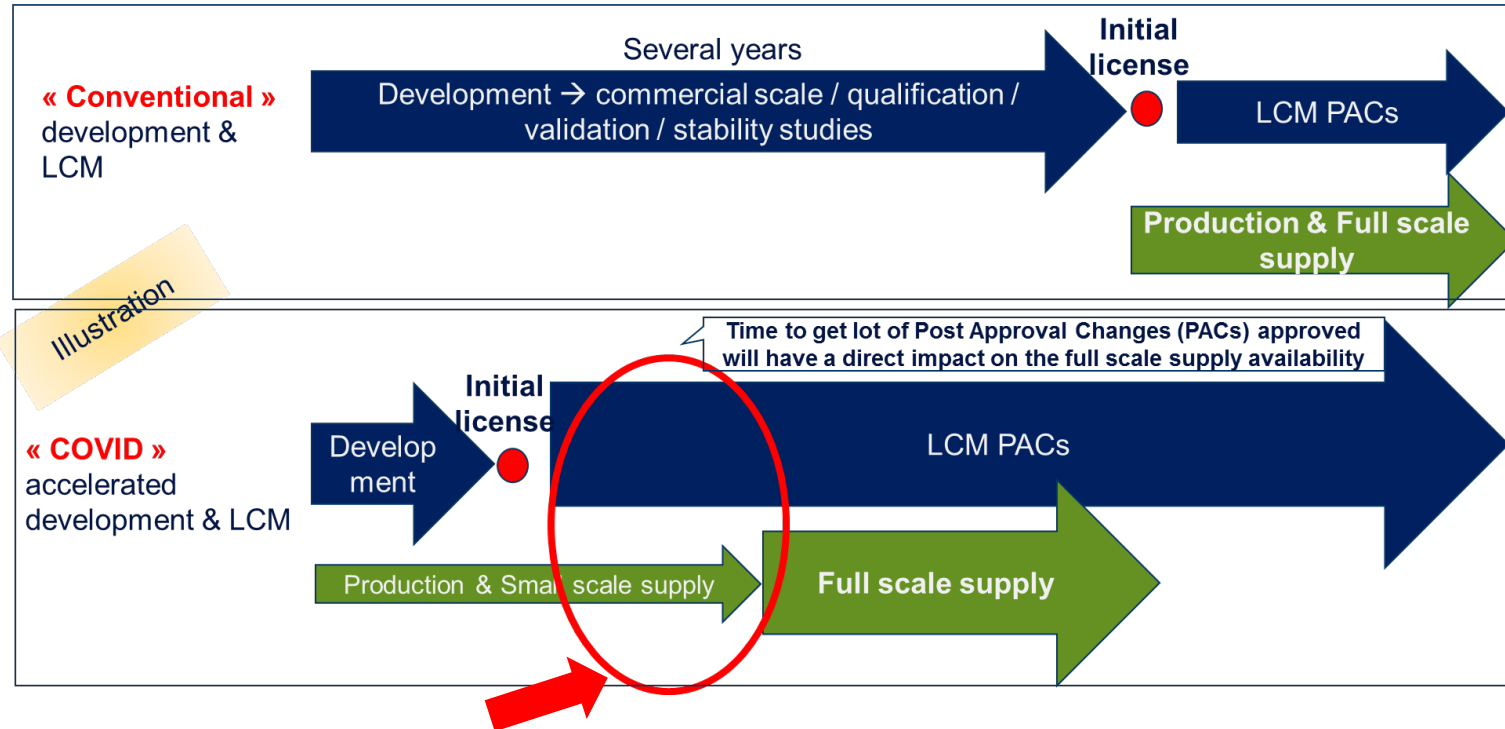 Several years
Initial
license
« Conventional »
development &
LCM
Development → commercial scale / qualification /
validation / stability studies
LCM PACs
Production & Full scale
supply
Illustration
Time to get lot of Post Approval Changes (PACs) approved
will have a direct impact on the full scale supply availability
Initial
license
« COVID »
accelerated
development & LCM
Develop
ment
LCM PACs
Production & Small scale supply
Full scale supply